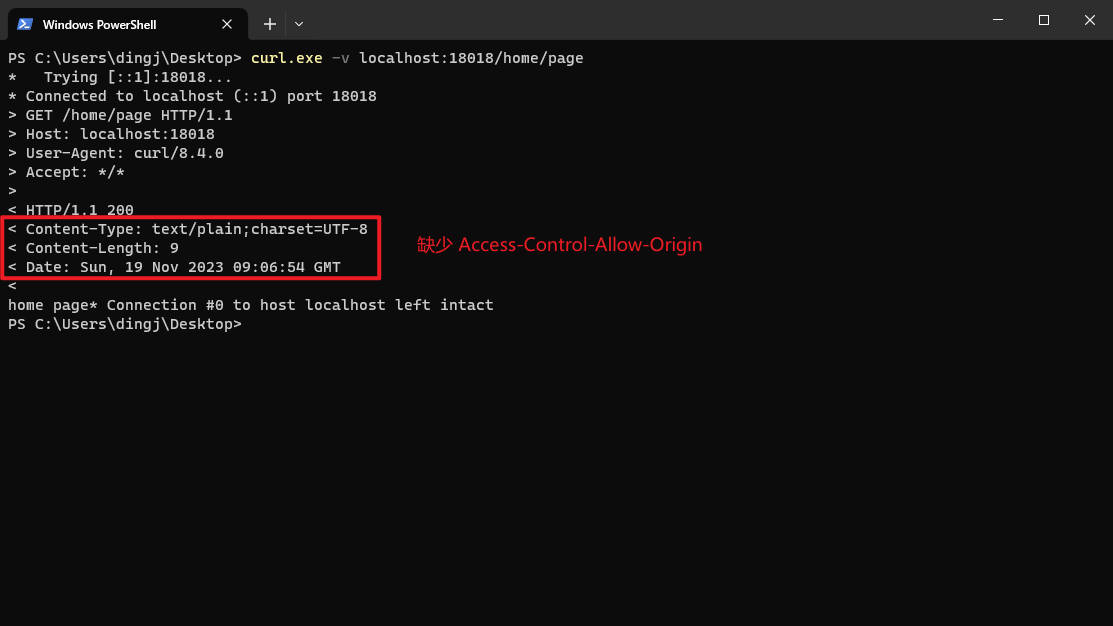 Windows PowerShell
PS C:\Users\dingj\Desktop> curl.exe -v localhost:18018/home/page
*   Trying [::1]:18018...
* Connected to localhost (::1) port 18018
> GET /home/page HTTP/1.1
> Host: localhost:18018
> User-Agent: curl/8.4.0
> Accept: */*
>
< HTTP/1.1 200
< Content-Type: text/plain;charset=UTF-8
< Content-Length: 9
缺少 Access-Control-Allow-Origin
< Date: Sun, 19 Nov 2023 09:06:54 GMT
<
home page* Connection #0 to host localhost left intact
PS C:\Users\dingj\Desktop>